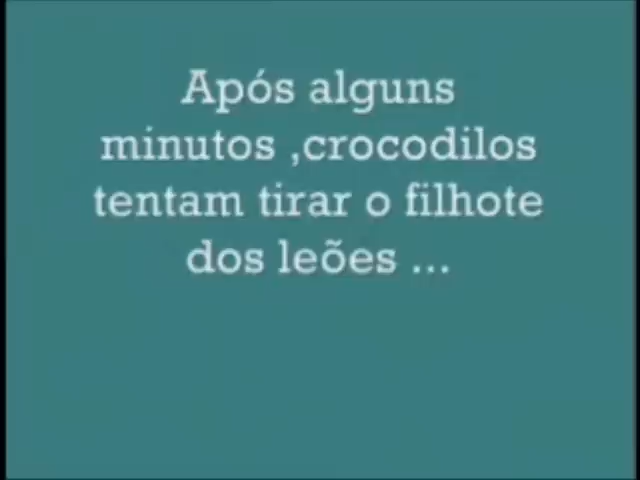 Após alguns
minutos ,crocodilos
tentam tirar o filhote
dos leões ...